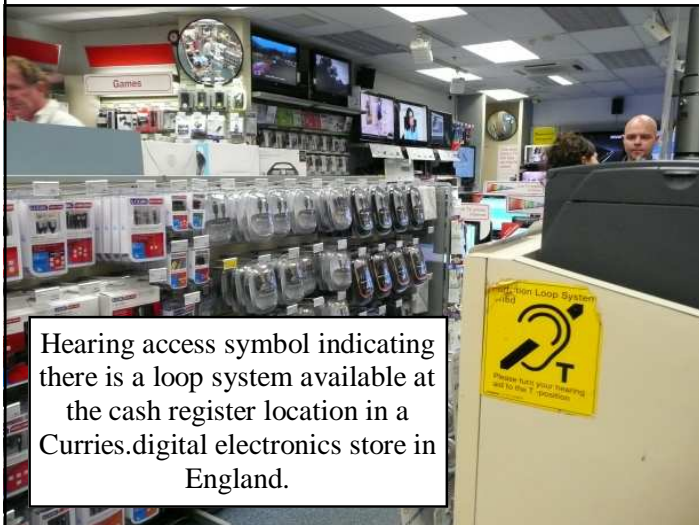 Games
tion Loop System
Please turn your hearing
aid to the T -position
T
Hearing access symbol indicating
there is a loop system available at
the cash register location in a
Curries.digital electronics store in
England.